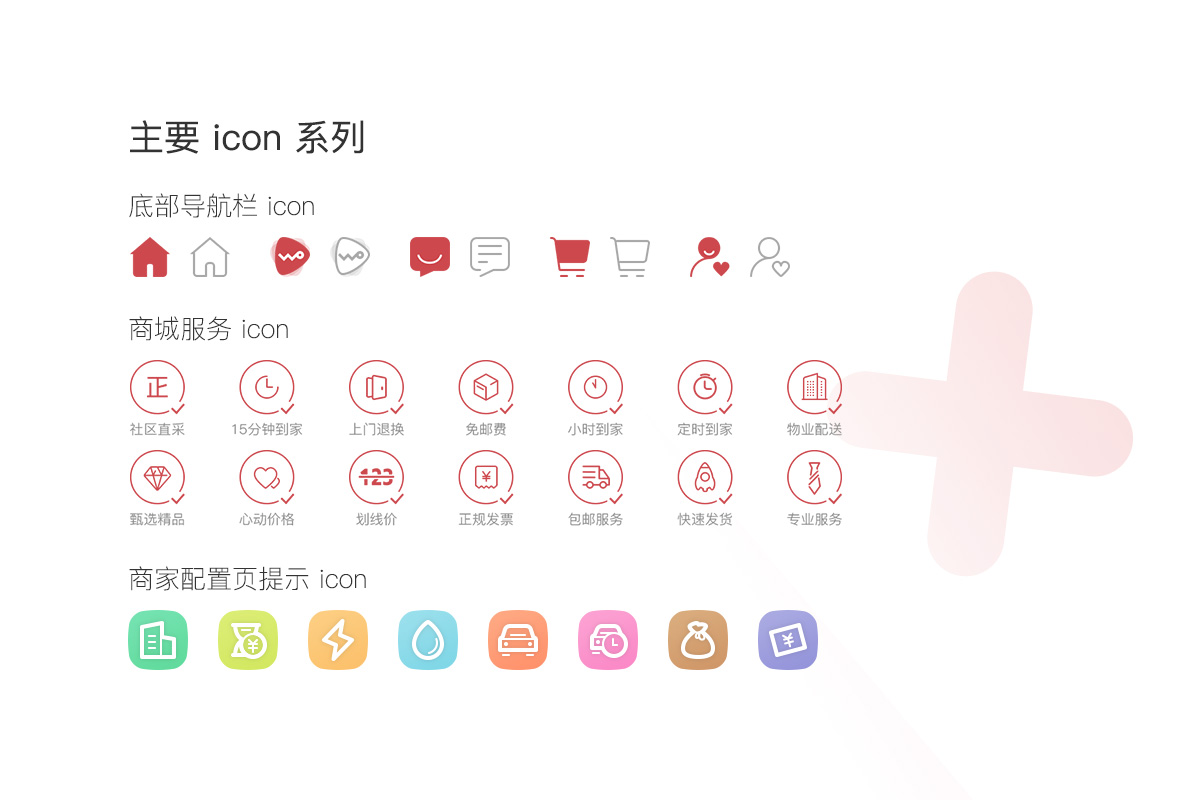 主要 icon 系列
底部导航栏 icon
商城服务 icon
正
社区直采 15分钟到家 上门退换 免邮费 小时到家 定时到家 物业配送
123
甄选精品 心动价格 划线价 正规发票 包邮服务 快速发货 专业服务
商家配置页提示 icon